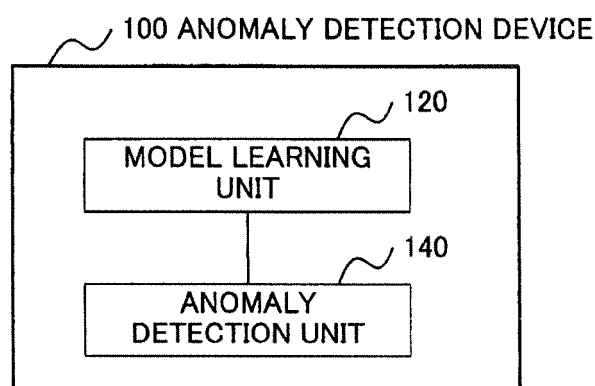 100 ANOMALY DETECTION DEVICE
120
MODEL LEARNING
UNIT
140
ANOMALY
DETECTION UNIT